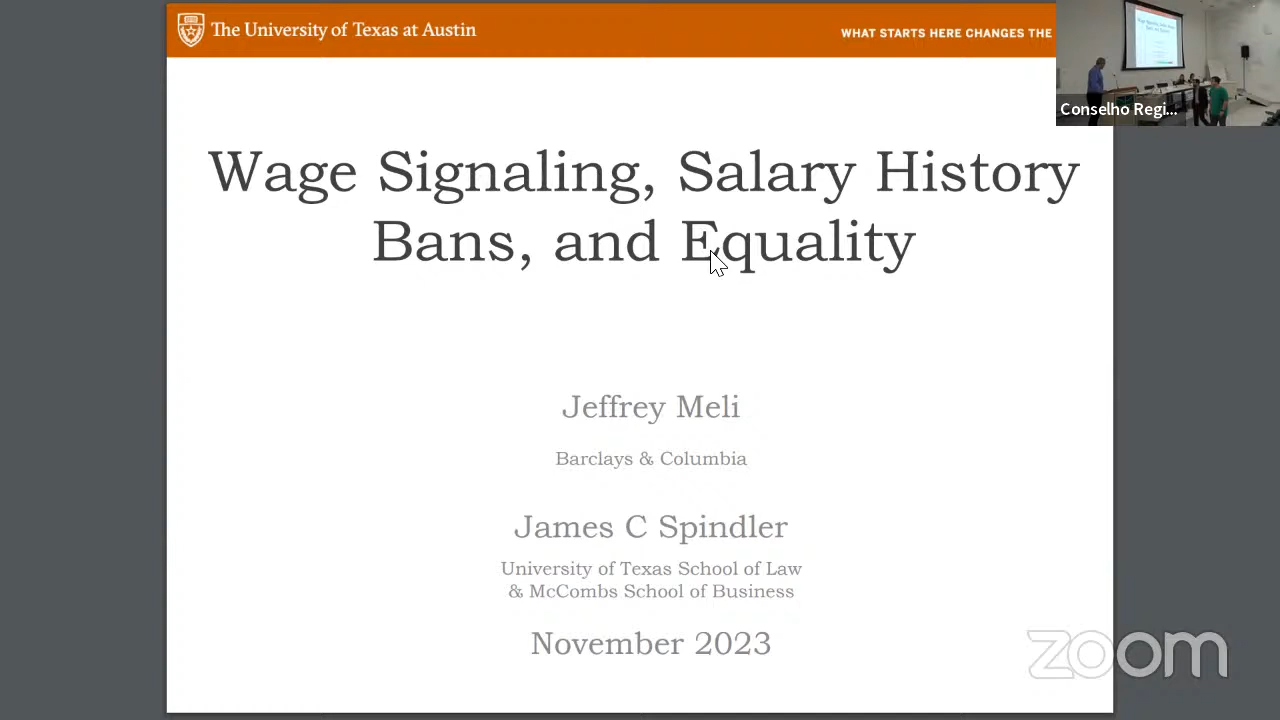 The University of Texas at Austin
WHAT STARTS HERE CHANGES THE
Conselho Regi...
Wage Signaling, Salary History
Bans, and Equality
Jeffrey Meli
Barclays & Columbia
James C Spindler
University of Texas School of Law
& McCombs School of Business
November 2023
zoom